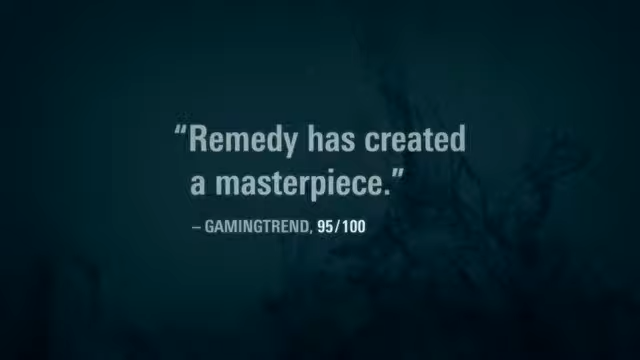 “Remedy has created
a masterpiece.”
– GAMINGTREND, 95/100